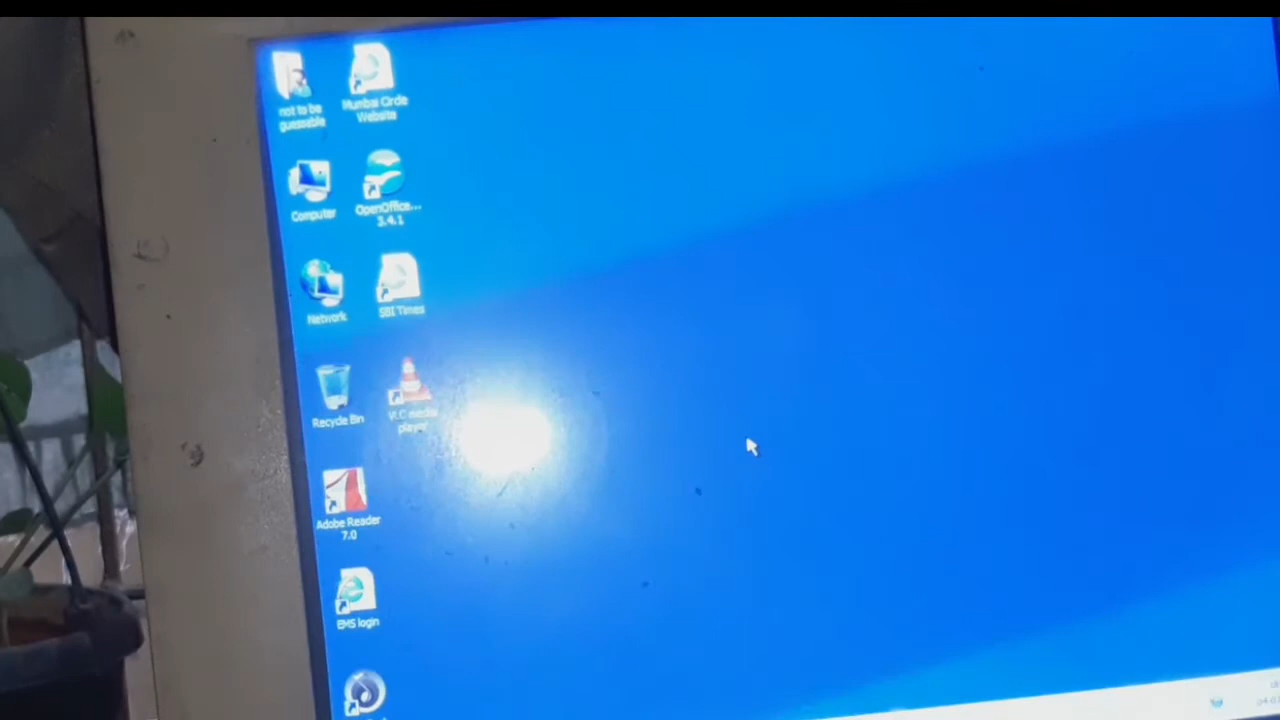 not to be
guessable
Mumbai Circle
Website
Computer
OpenOffice...
3.4.1
Network
SBI Times
Recycle Bin
VLC media
player
Adobe Reader
7.0
EMS login